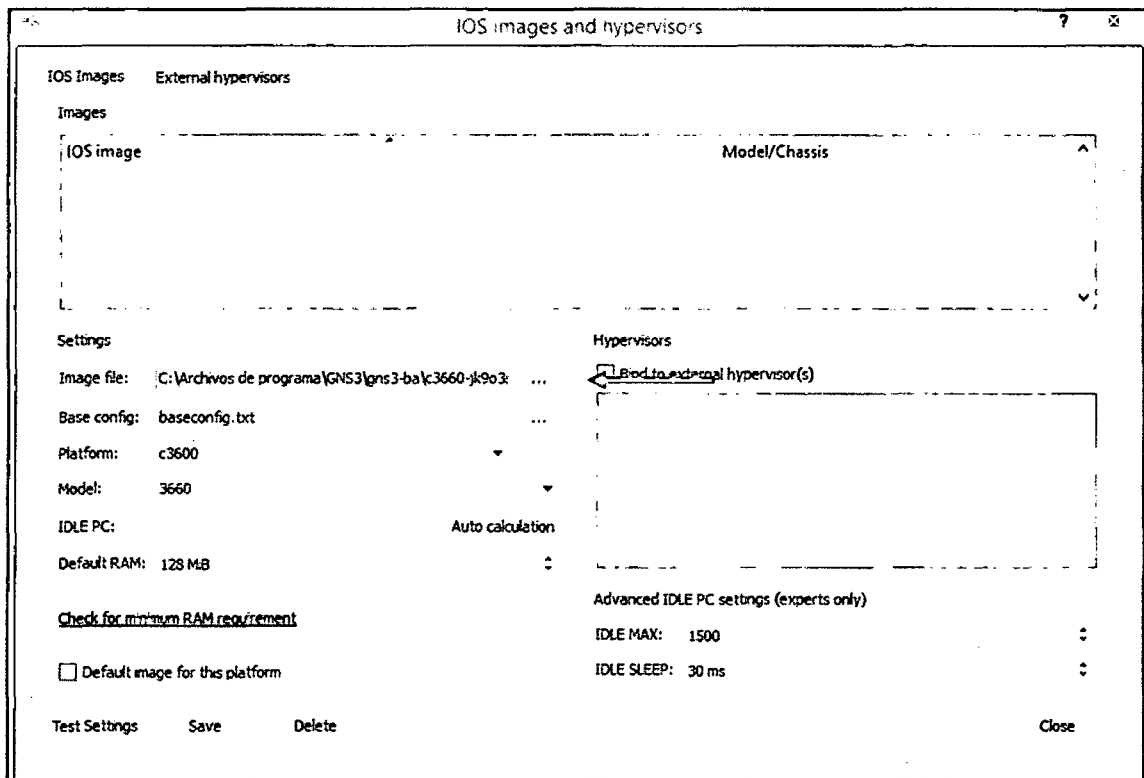 IOS images and hypervisors ?
IOS Images External hypervisors
Images
IOS image Model/Chassis
Settings Hypervisors
Image file: C:\Archivos de programa\GNS3\gns3-ba\c3660-jk9o3s ... Bind to external hypervisor(s)
Base config: baseconfig.txt ...
Platform: c3600
Model: 3660
IDLE PC: Auto calculation
Default RAM: 128 MB
Advanced IDLE PC settings (experts only)
Check for minimum RAM requirement
IDLE MAX: 1500
Default image for this platform IDLE SLEEP: 30 ms
Test Settings Save Delete Close